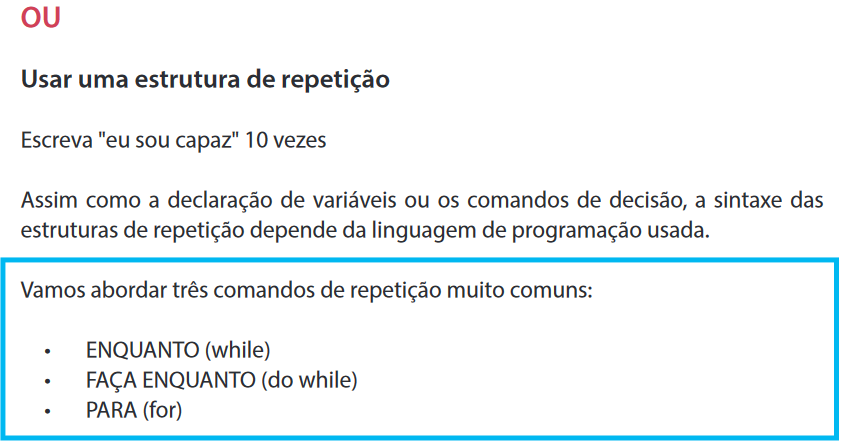 OU
Usar uma estrutura de repetição
Escreva "eu sou capaz" 10 vezes
Assim como a declaração de variáveis ou os comandos de decisão, a sintaxe das
estruturas de repetição depende da linguagem de programação usada.
Vamos abordar três comandos de repetição muito comuns:
• ENQUANTO (while)
• FAÇA ENQUANTO (do while)
• PARA (for)